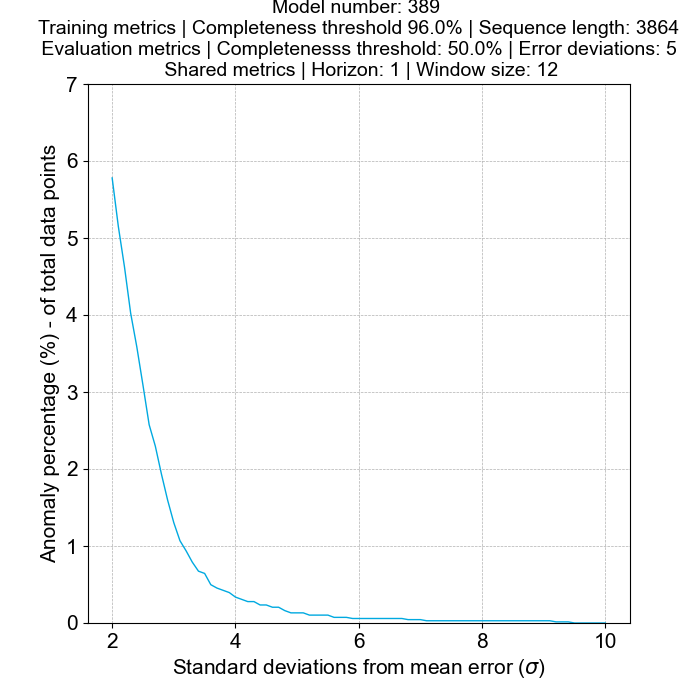 Model number: 389
Training metrics | Completeness threshold 96.0% | Sequence length: 3864
Evaluation metrics | Completenesss threshold: 50.0% | Error deviations: 5
Shared metrics | Horizon: 1 | Window size: 12
7
6
5
4
3
2
1
0
Anomaly percentage (%) - of total data points
2 4 6 8 10
Standard deviations from mean error (σ)